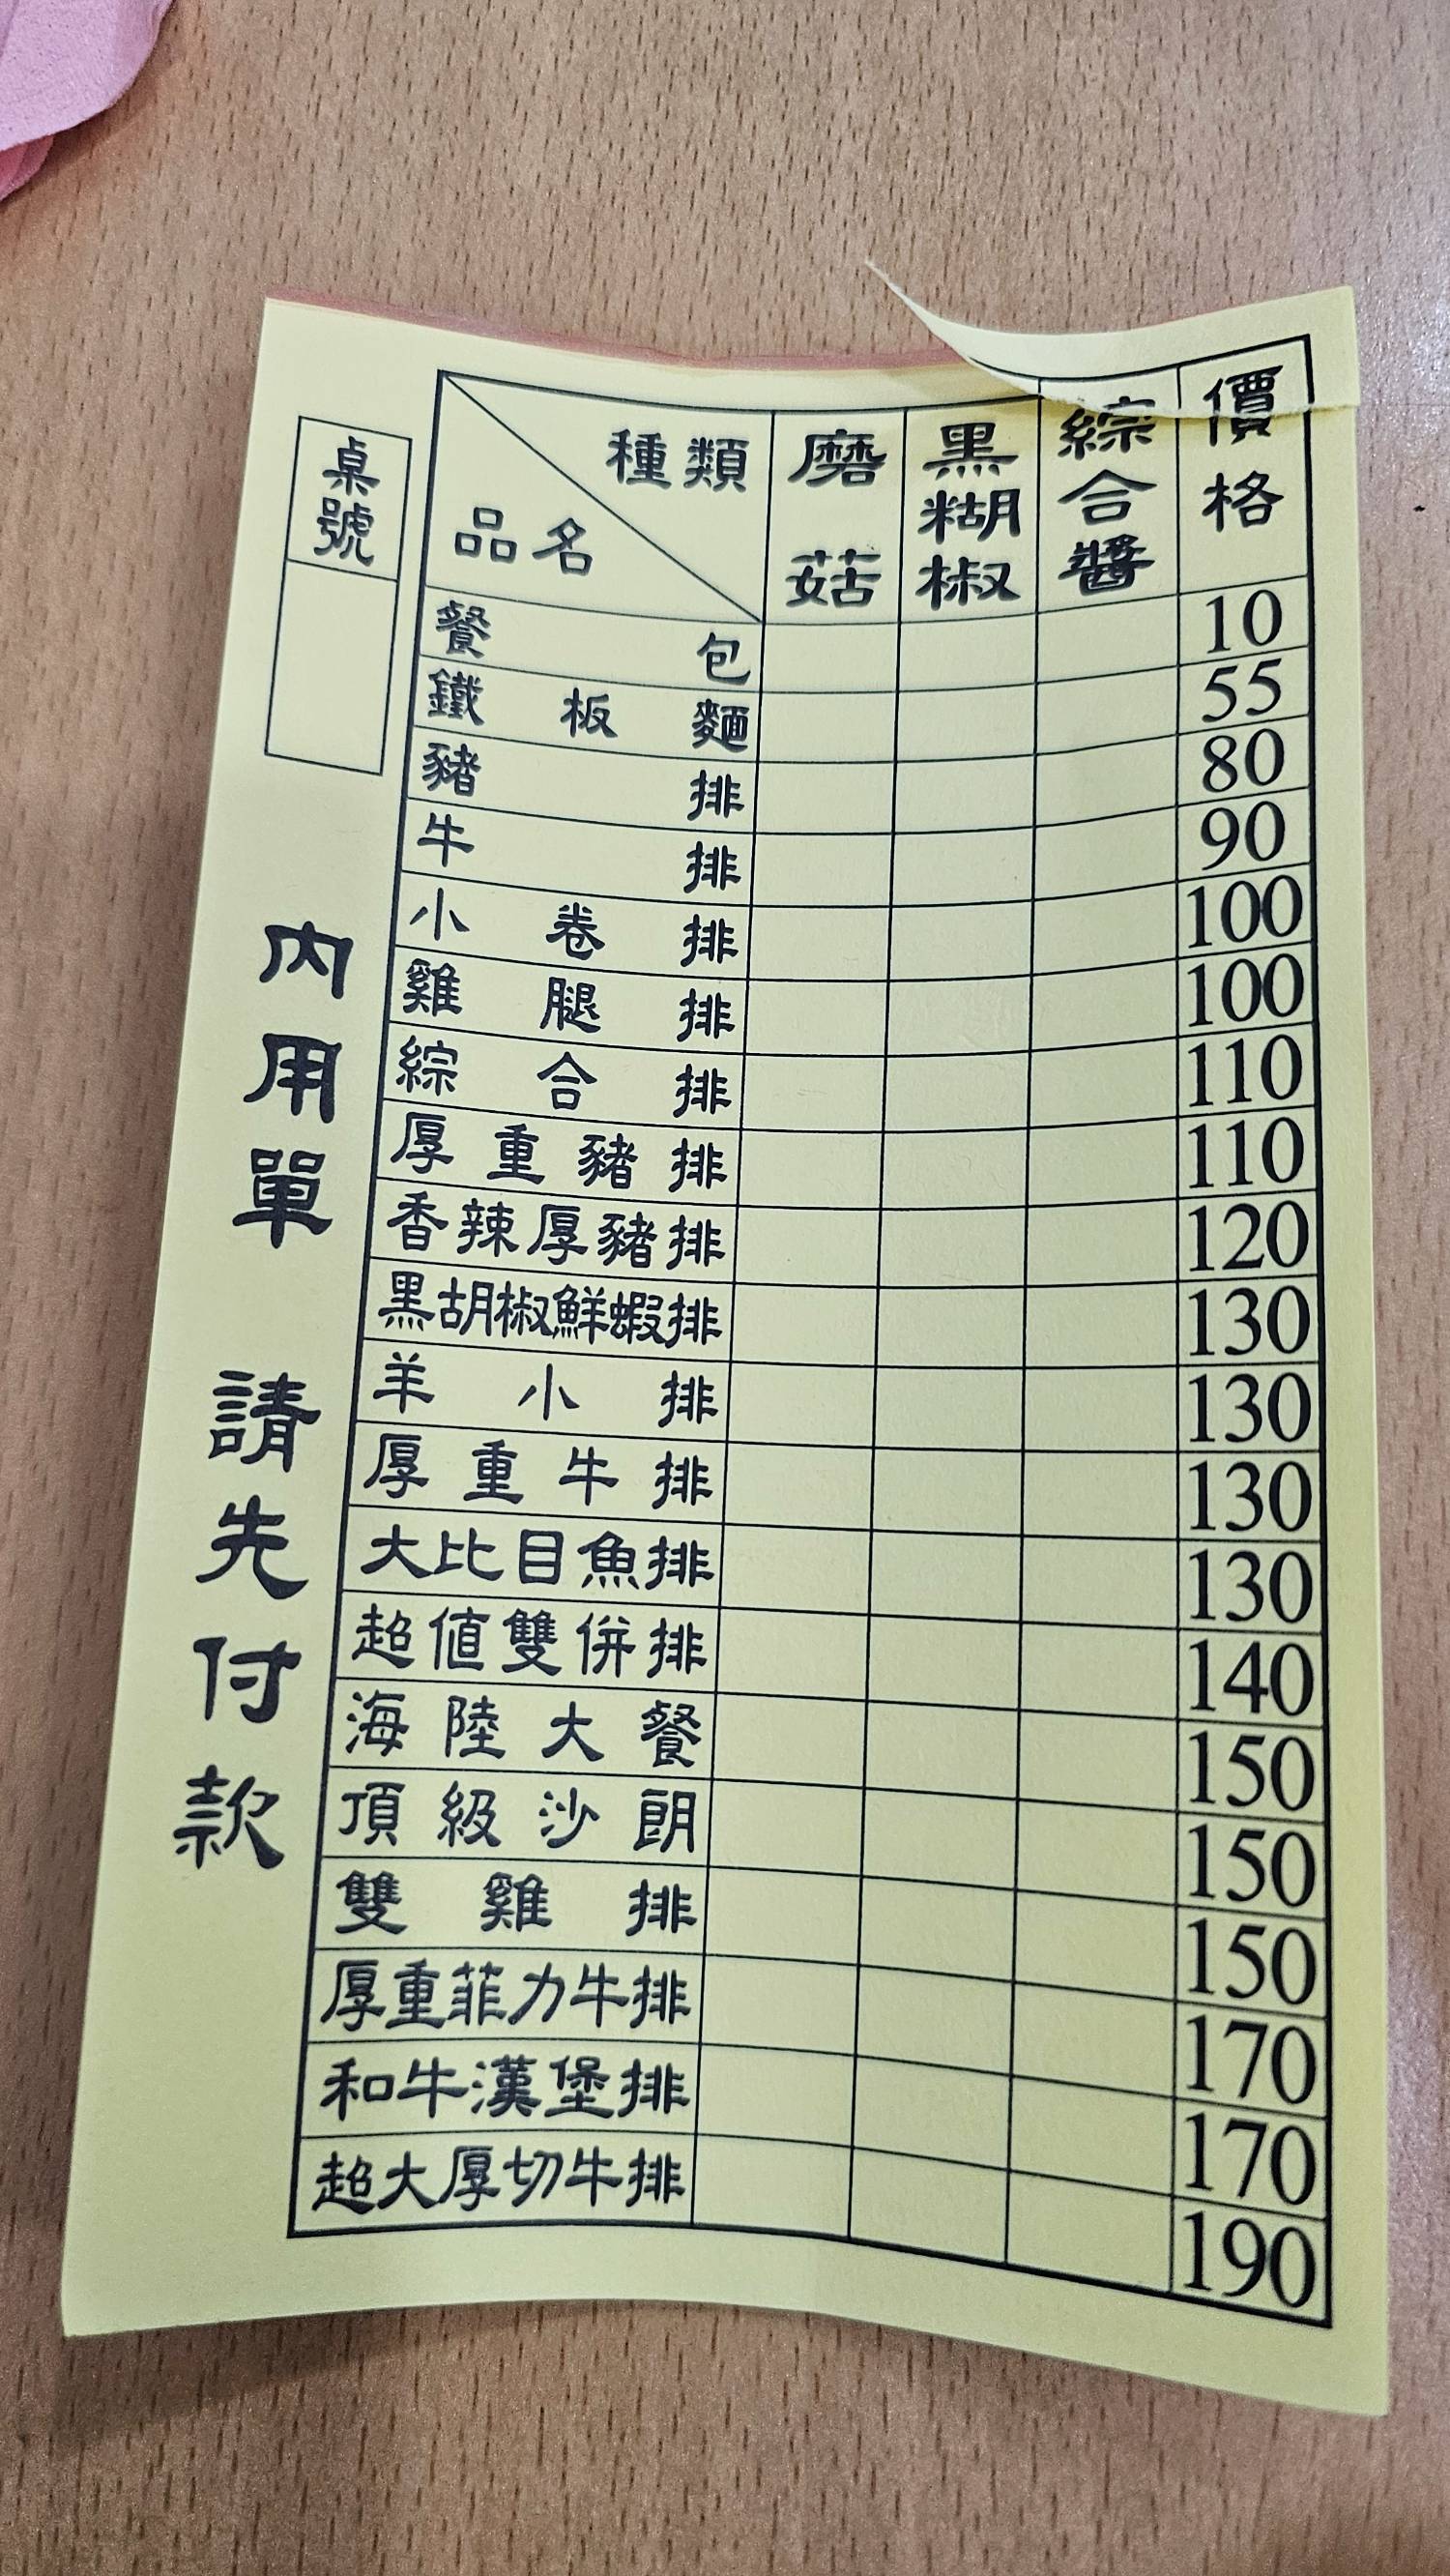 桌號
種類 磨菇 黑糊椒 綜合醬 價格
品名
餐包 10
鐵板麵 55
豬排 80
牛排 90
小卷排 100
雞腿排 100
綜合排 110
厚重豬排 110
香辣厚豬排 120
黑胡椒鮮蝦排 130
羊小排 130
厚重牛排 130
大比目魚排 130
超值雙併排 140
海陸大餐 150
頂級沙朗 150
雙雞排 150
厚重菲力牛排 170
和牛漢堡排 170
超大厚切牛排 190
內用單 請先付款